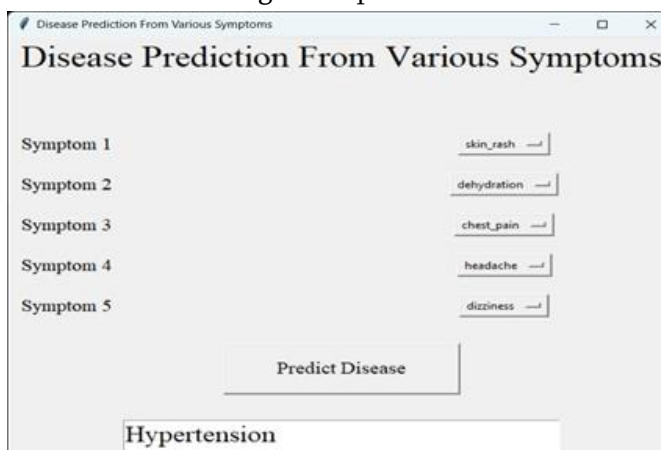 Disease Prediction From Various Symptoms
Disease Prediction From Various Symptoms
Symptom 1 skin_rash
Symptom 2 dehydration
Symptom 3 chest_pain
Symptom 4 headache
Symptom 5 dizziness
Predict Disease
Hypertension